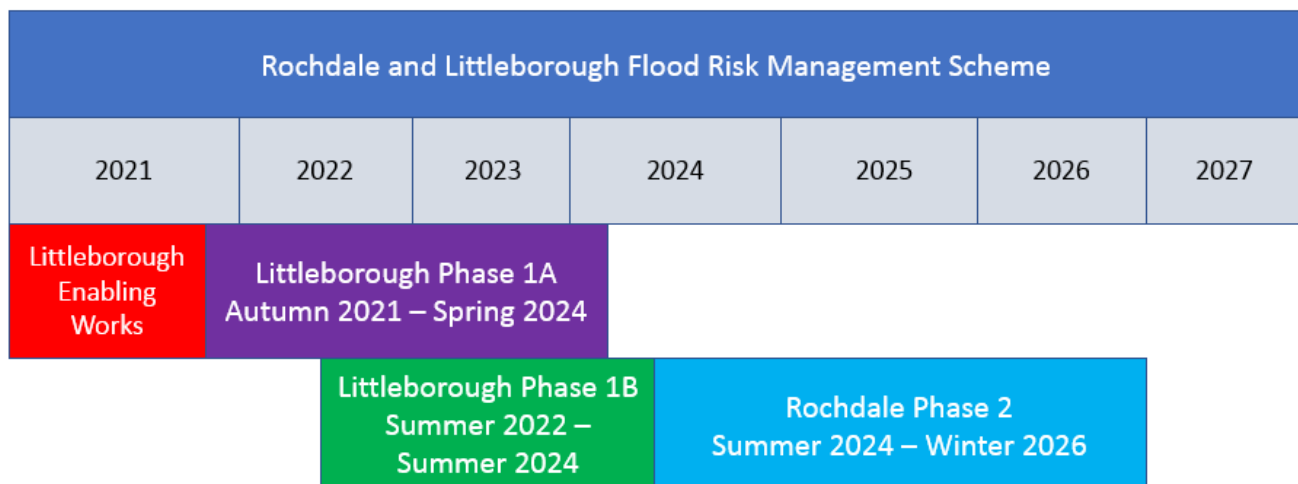 Rochdale and Littleborough Flood Risk Management Scheme
2021 2022 2023 2024 2025 2026 2027
Littleborough
Enabling
Works
Littleborough Phase 1A
Autumn 2021 – Spring 2024
Littleborough Phase 1B
Summer 2022 –
Summer 2024
Rochdale Phase 2
Summer 2024 – Winter 2026